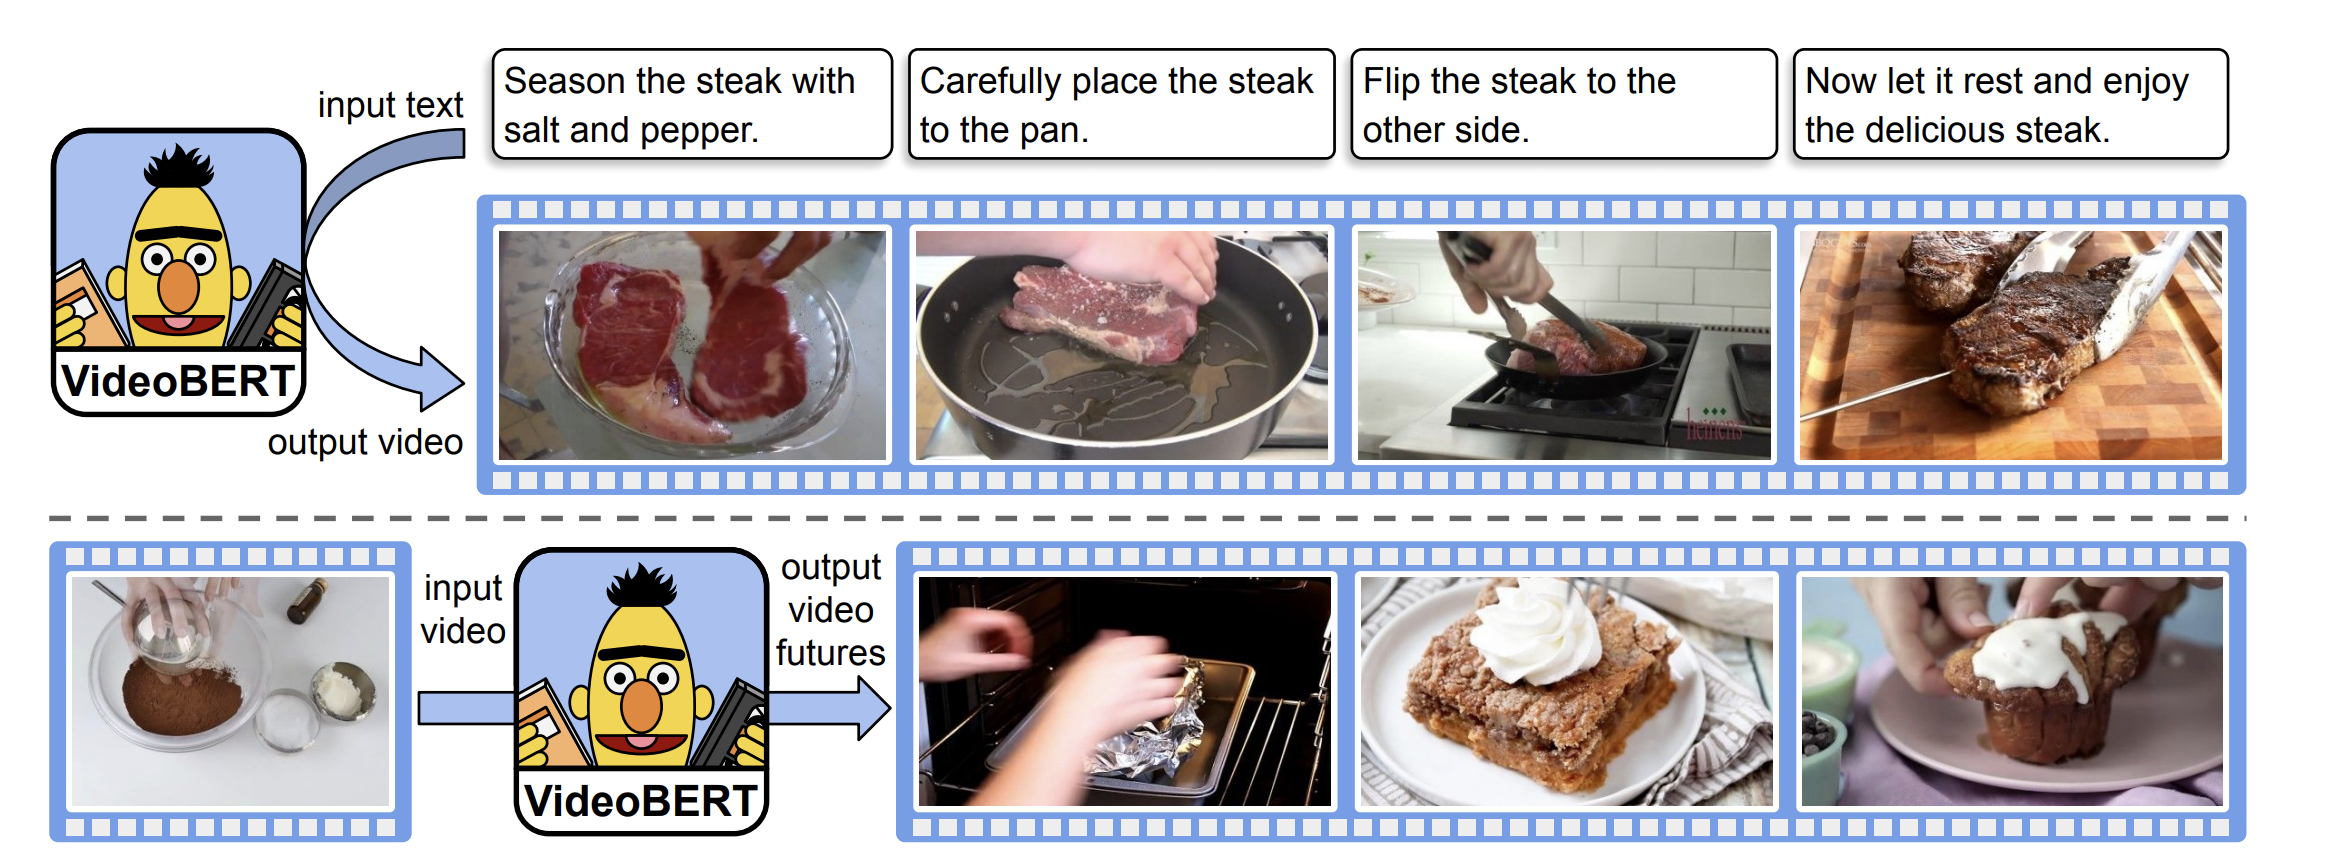 input text
Season the steak with
salt and pepper.
Carefully place the steak
to the pan.
Flip the steak to the
other side.
Now let it rest and enjoy
the delicious steak.
VideoBERT
output video
heinen's
input
video
VideoBERT
output
video
futures